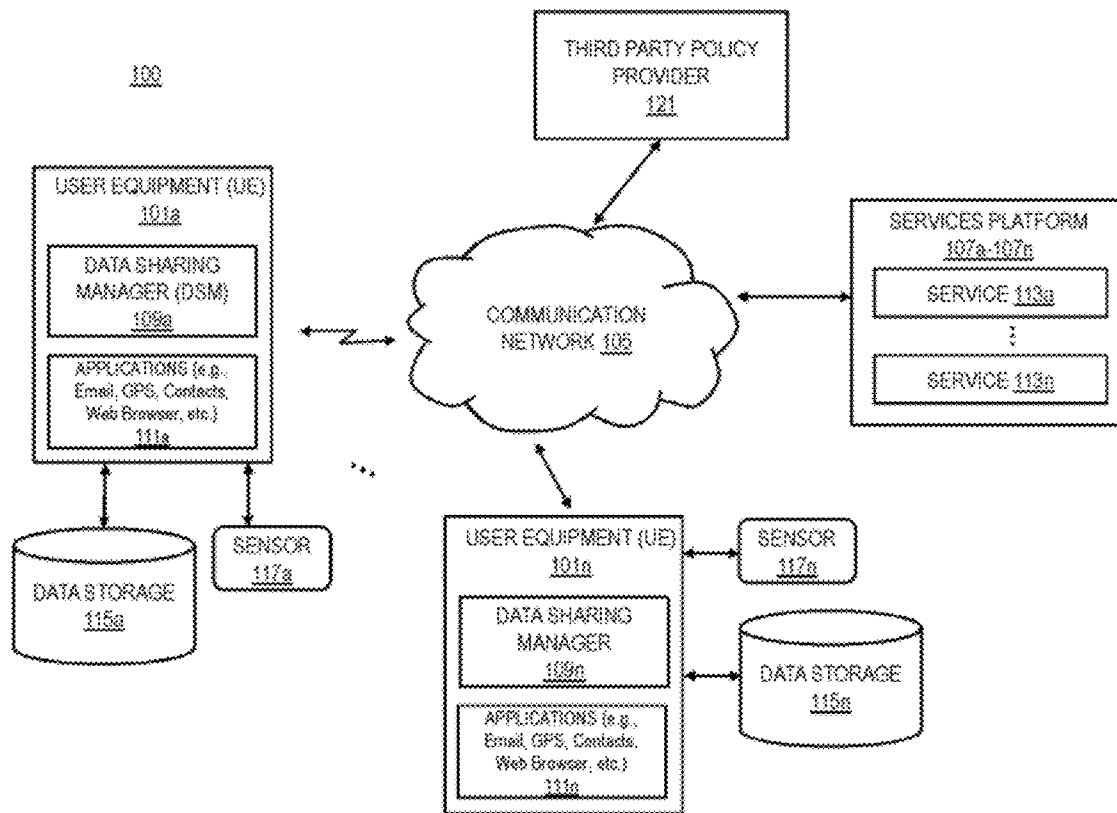 100
THIRD PARTY POLICY
PROVIDER
121
USER EQUIPMENT (UE)
101a
DATA SHARING
MANAGER (DSM)
109a
APPLICATIONS (e.g.,
Email, GPS, Contacts,
Web Browser, etc.)
111a
DATA STORAGE
115a
SENSOR
117a
COMMUNICATION
NETWORK 105
SERVICES PLATFORM
107a-107n
SERVICE 113a
SERVICE 113n
USER EQUIPMENT (UE)
101n
DATA SHARING
MANAGER
109n
APPLICATIONS (e.g.,
Email, GPS, Contacts,
Web Browser, etc.)
111n
SENSOR
117n
DATA STORAGE
115n